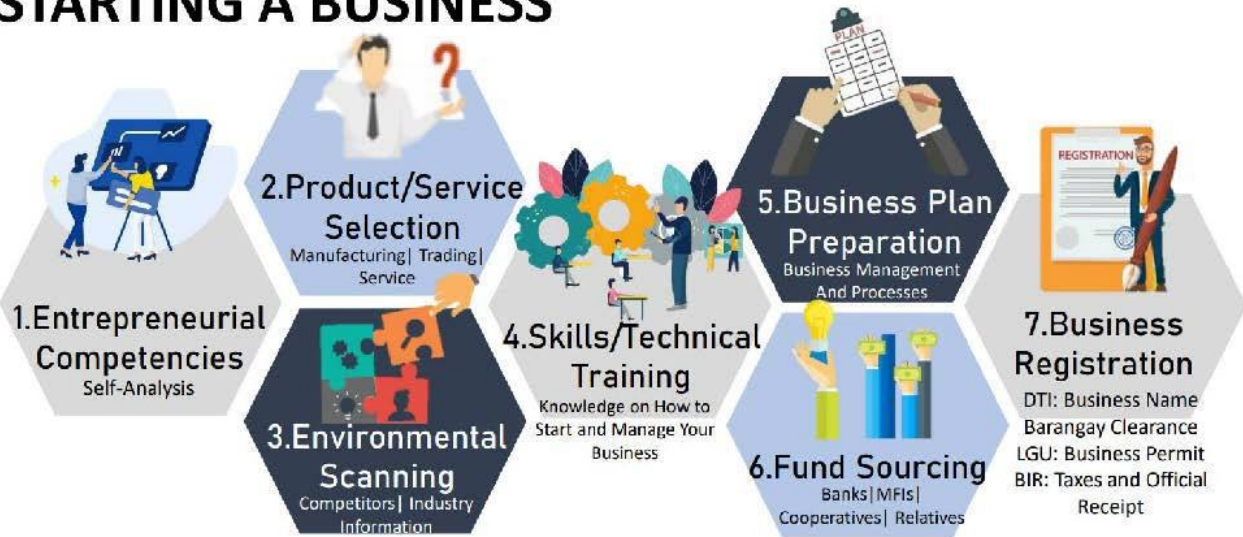 STARTING A BUSINESS
1.Entrepreneurial
Competencies
Self-Analysis
2.Product/Service
Selection
Manufacturing| Trading|
Service
3.Environmental
Scanning
Competitors| Industry
Information
4.Skills/Technical
Training
Knowledge on How to
Start and Manage Your
Business
PLAN
5.Business Plan
Preparation
Business Management
And Processes
6.Fund Sourcing
Banks|MFIs|
Cooperatives| Relatives
REGISTRATION
7.Business
Registration
DTI: Business Name
Barangay Clearance
LGU: Business Permit
BIR: Taxes and Official
Receipt